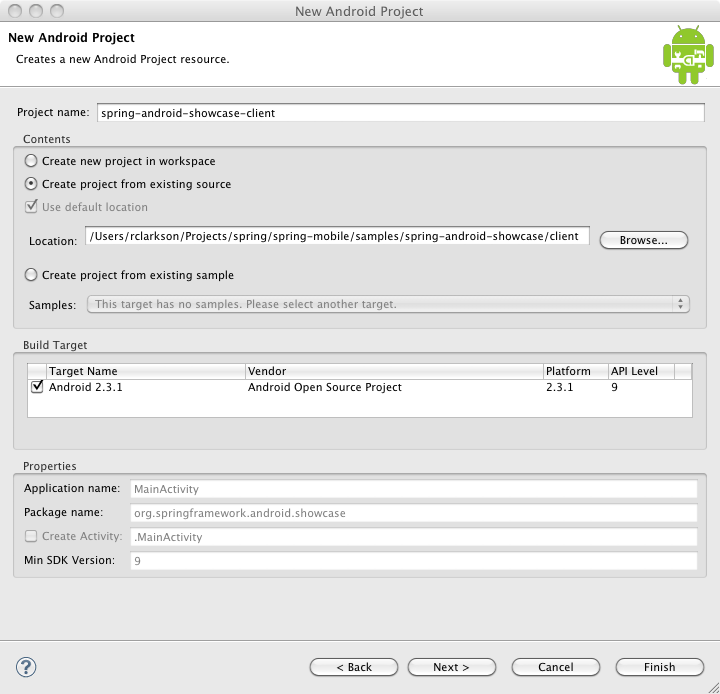 New Android Project
New Android Project
Creates a new Android Project resource.
Project name: spring-android-showcase-client
Contents
Create new project in workspace
Create project from existing source
Use default location
Location: /Users/rclarkson/Projects/spring/spring-mobile/samples/spring-android-showcase/client Browse...
Create project from existing sample
Samples: This target has no samples. Please select another target.
Build Target
Target Name Vendor Platform API Level
Android 2.3.1 Android Open Source Project 2.3.1 9
Properties
Application name: MainActivity
Package name: org.springframework.android.showcase
Create Activity: .MainActivity
Min SDK Version: 9
? < Back Next > Cancel Finish